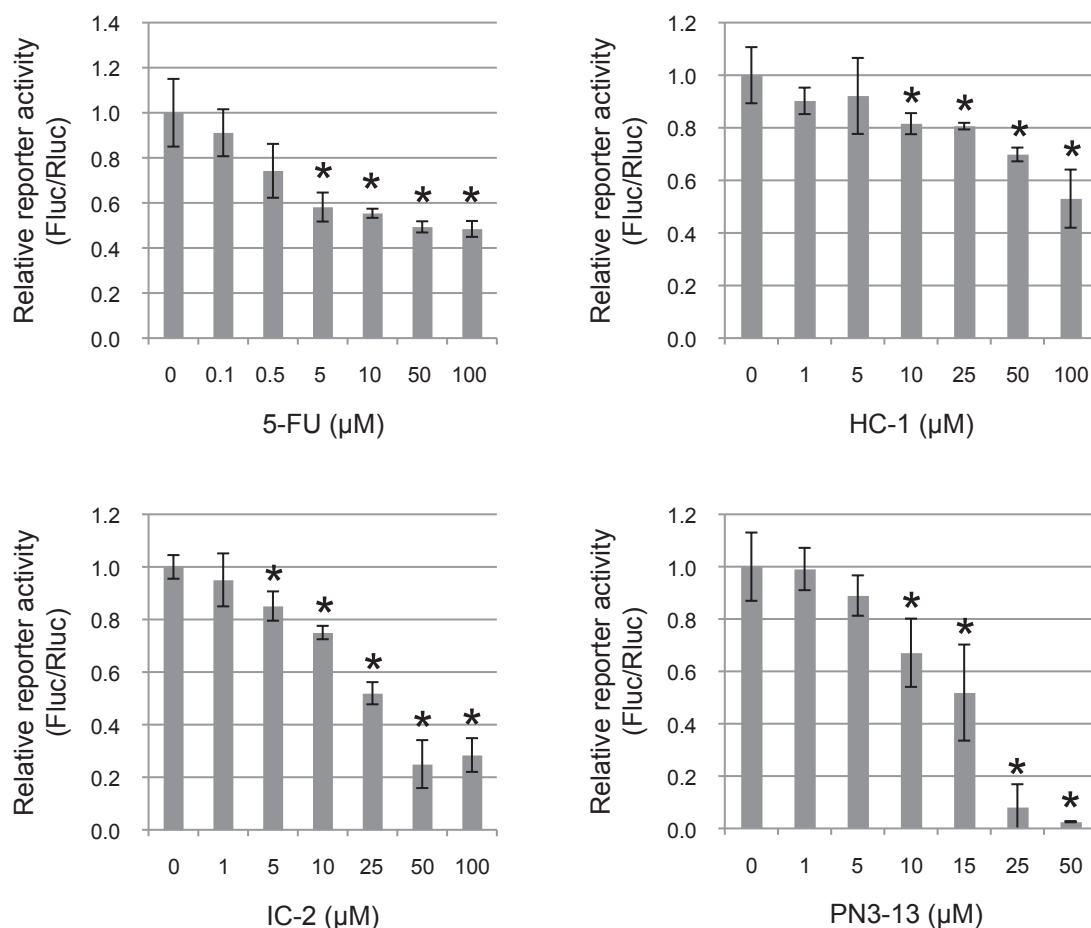 Relative reporter activity
(Fluc/Rluc)
1.4
1.2
1.0
0.8
0.6
0.4
0.2
0.0
* * * *
0 0.1 0.5 5 10 50 100
5-FU (µM)
Relative reporter activity
(Fluc/Rluc)
1.2
1.0
0.8
0.6
0.4
0.2
0.0
* * * *
0 1 5 10 25 50 100
HC-1 (µM)
Relative reporter activity
(Fluc/Rluc)
1.2
1.0
0.8
0.6
0.4
0.2
0.0
* * * * *
0 1 5 10 25 50 100
IC-2 (µM)
Relative reporter activity
(Fluc/Rluc)
1.2
1.0
0.8
0.6
0.4
0.2
0.0
* * * *
0 1 5 10 15 25 50
PN3-13 (µM)